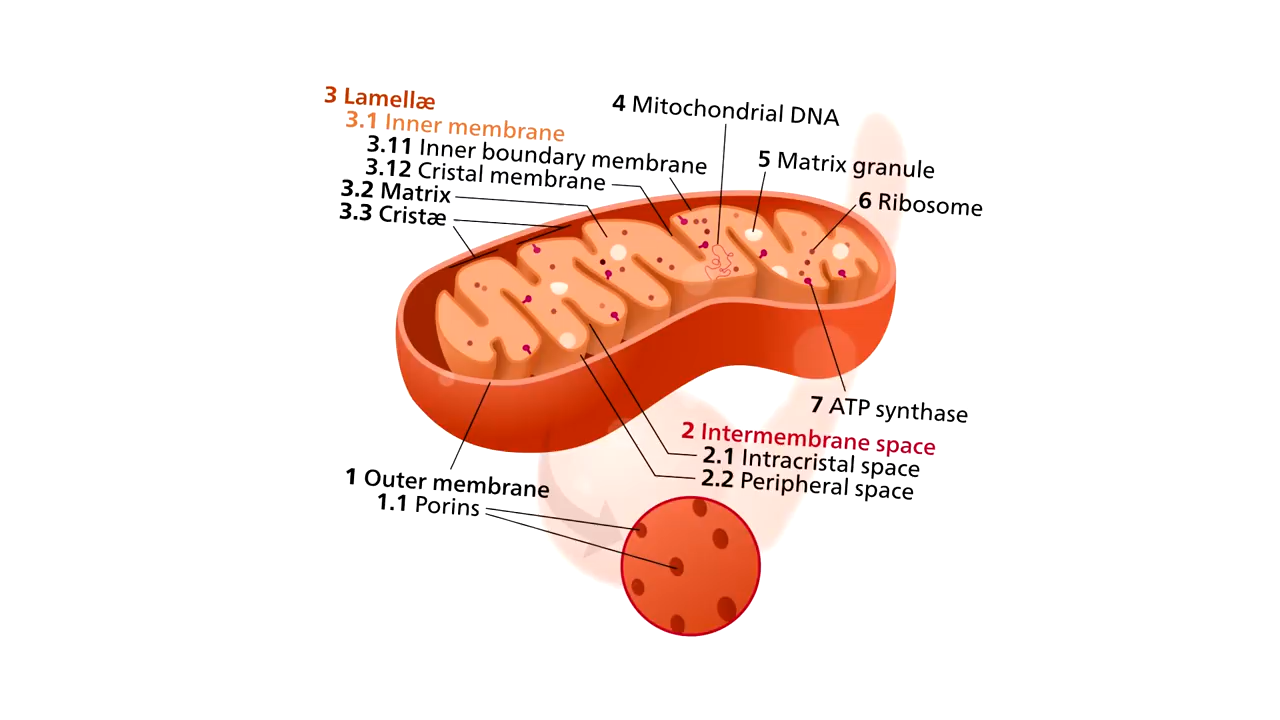 3 Lamellæ
3.1 Inner membrane
3.11 Inner boundary membrane
3.12 Cristal membrane
3.2 Matrix
3.3 Cristæ
4 Mitochondrial DNA
5 Matrix granule
6 Ribosome
7 ATP synthase
2 Intermembrane space
2.1 Intracristal space
2.2 Peripheral space
1 Outer membrane
1.1 Porins